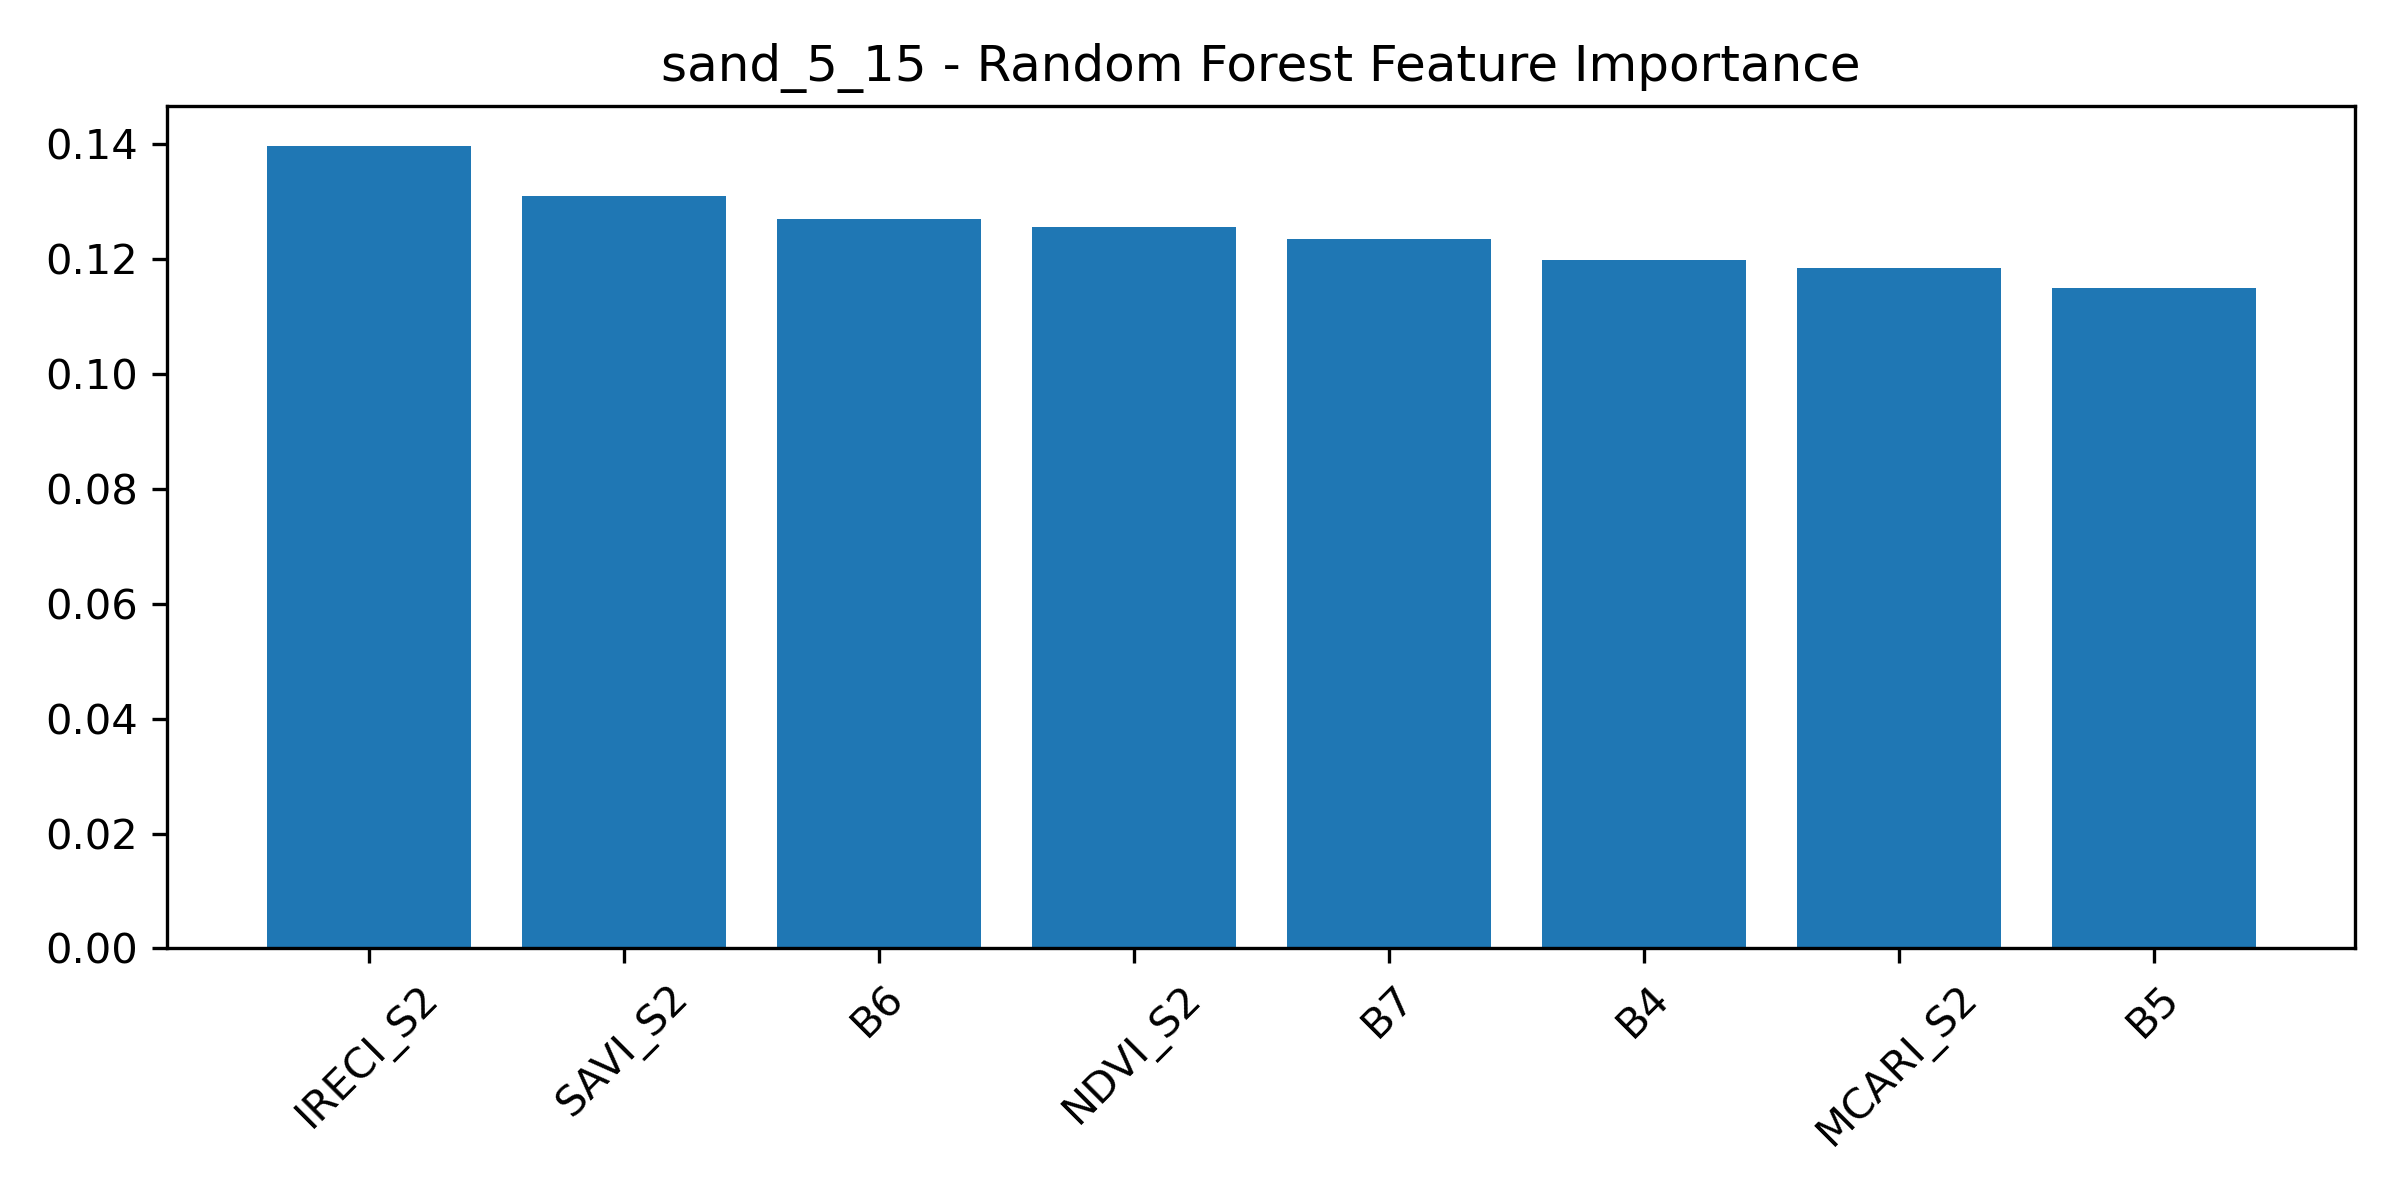 sand_5_15 - Random Forest Feature Importance
0.14
0.12
0.10
0.08
0.06
0.04
0.02
0.00
IRECI_S2
SAVI_S2
B6
NDVI_S2
B7
B4
MCARI_S2
B5